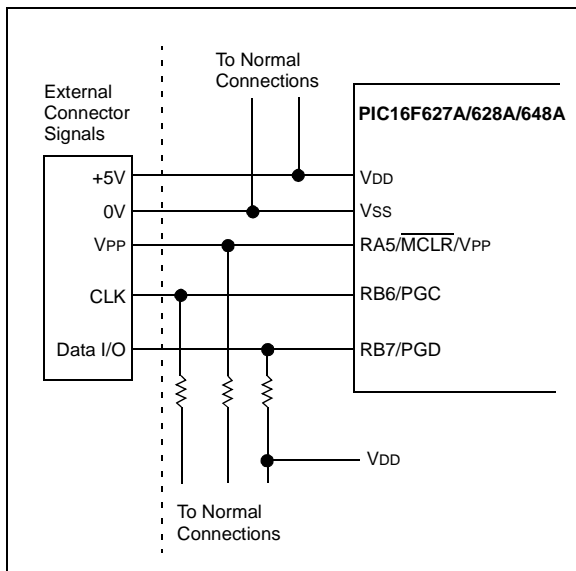 To Normal
Connections
External
Connector
Signals
PIC16F627A/628A/648A
+5V
VDD
0V
VSS
VPP
RA5/MCLR/VPP
CLK
RB6/PGC
Data I/O
RB7/PGD
VDD
To Normal
Connections